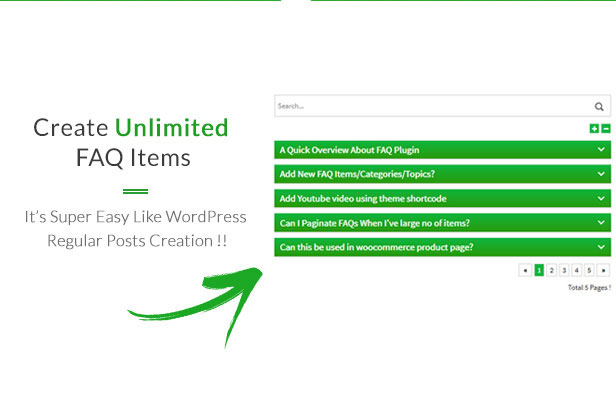 Create Unlimited
FAQ Items
It's Super Easy Like WordPress
Regular Posts Creation !!
Search...
A Quick Overview About FAQ Plugin
Add New FAQ Items/Categories/Topics?
Add Youtube video using theme shortcode
Can I Paginate FAQs When I've large no of items?
Can this be used in woocommerce product page?
« 1 2 3 4 5 »
Total 5 Pages !